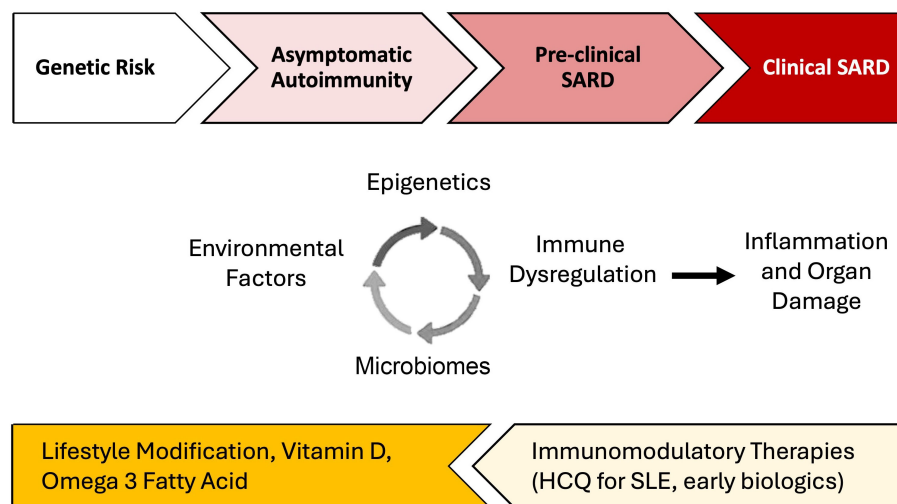 Genetic Risk
Asymptomatic
Autoimmunity
Pre-clinical
SARD
Clinical SARD
Epigenetics
Environmental
Factors
Immune
Dysregulation
Inflammation
and Organ
Damage
Microbiomes
Lifestyle Modification, Vitamin D,
Omega 3 Fatty Acid
Immunomodulatory Therapies
(HCQ for SLE, early biologics)